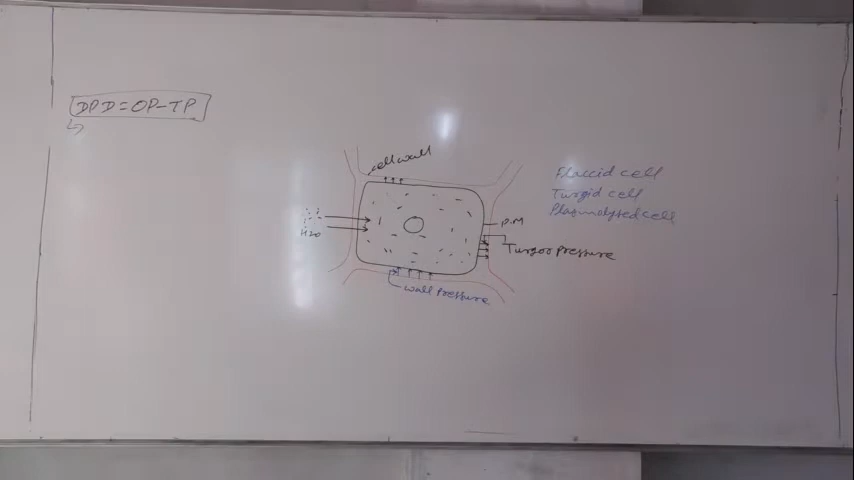 DPD = OP-TP
cell wall
Flaccid cell
Turgid cell
Plasmolysed cell
H2O
P.M
Turgor pressure
wall pressure